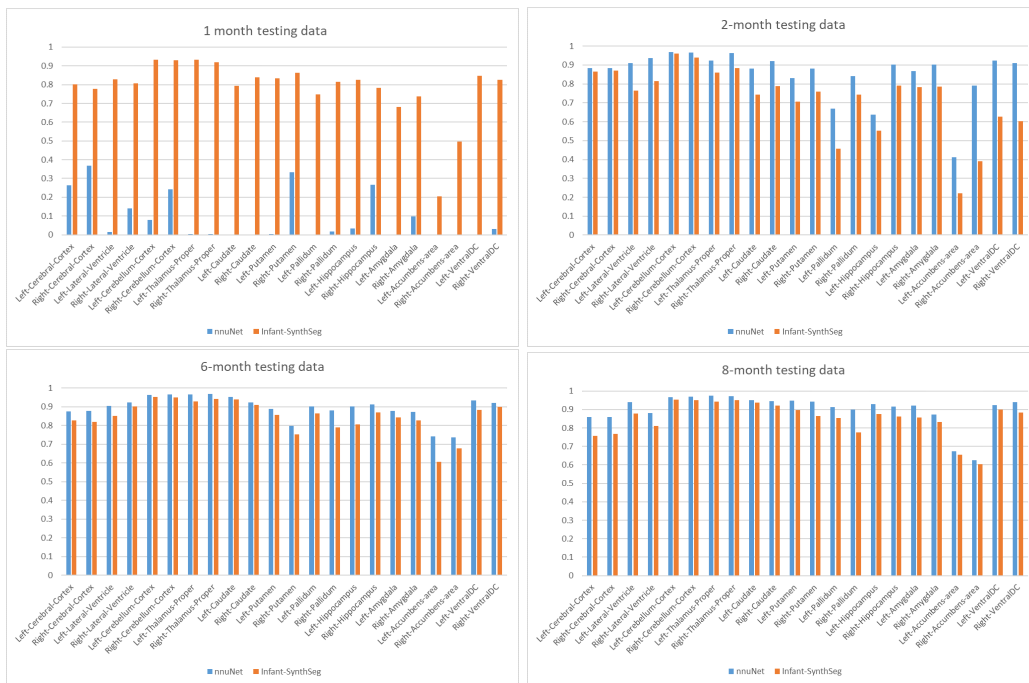 1 month testing data
1
0.9
0.8
0.7
0.6
0.5
0.4
0.3
0.2
0.1
0
Left-Cerebral-Cortex
Right-Cerebral-Cortex
Left-Lateral-Ventricle
Right-Lateral-Ventricle
Left-Cerebellum-Cortex
Right-Cerebellum-Cortex
Left-Thalamus-Proper
Right-Thalamus-Proper
Left-Caudate
Right-Caudate
Left-Putamen
Right-Putamen
Left-Pallidum
Right-Pallidum
Left-Hippocampus
Right-Hippocampus
Left-Amygdala
Right-Amygdala
Left-Accumbens-area
Right-Accumbens-area
Left-VentralDC
Right-VentralDC
nnuNet
Infant-SynthSeg
2-month testing data
1
0.9
0.8
0.7
0.6
0.5
0.4
0.3
0.2
0.1
0
Left-Cerebral-Cortex
Right-Cerebral-Cortex
Left-Lateral-Ventricle
Right-Lateral-Ventricle
Left-Cerebellum-Cortex
Right-Cerebellum-Cortex
Left-Thalamus-Proper
Right-Thalamus-Proper
Left-Caudate
Right-Caudate
Left-Putamen
Right-Putamen
Left-Pallidum
Right-Pallidum
Left-Hippocampus
Right-Hippocampus
Left-Amygdala
Right-Amygdala
Left-Accumbens-area
Right-Accumbens-area
Left-VentralDC
Right-VentralDC
nnuNet
Infant-SynthSeg
6-month testing data
1
0.9
0.8
0.7
0.6
0.5
0.4
0.3
0.2
0.1
0
Left-Cerebral-Cortex
Right-Cerebral-Cortex
Left-Lateral-Ventricle
Right-Lateral-Ventricle
Left-Cerebellum-Cortex
Right-Cerebellum-Cortex
Left-Thalamus-Proper
Right-Thalamus-Proper
Left-Caudate
Right-Caudate
Left-Putamen
Right-Putamen
Left-Pallidum
Right-Pallidum
Left-Hippocampus
Right-Hippocampus
Left-Amygdala
Right-Amygdala
Left-Accumbens-area
Right-Accumbens-area
Left-VentralDC
Right-VentralDC
nnuNet
Infant-SynthSeg
8-month testing data
1
0.9
0.8
0.7
0.6
0.5
0.4
0.3
0.2
0.1
0
Left-Cerebral-Cortex
Right-Cerebral-Cortex
Left-Lateral-Ventricle
Right-Lateral-Ventricle
Left-Cerebellum-Cortex
Right-Cerebellum-Cortex
Left-Thalamus-Proper
Right-Thalamus-Proper
Left-Caudate
Right-Caudate
Left-Putamen
Right-Putamen
Left-Pallidum
Right-Pallidum
Left-Hippocampus
Right-Hippocampus
Left-Amygdala
Right-Amygdala
Left-Accumbens-area
Right-Accumbens-area
Left-VentralDC
Right-VentralDC
nnuNet
Infant-SynthSeg